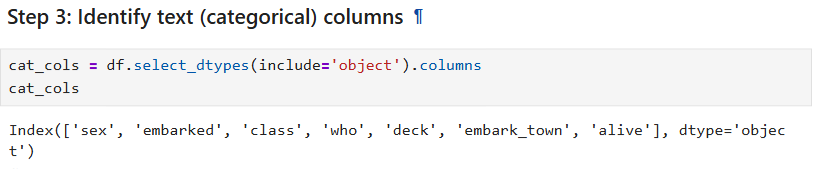 Step 3: Identify text (categorical) columns ¶
cat_cols = df.select_dtypes(include='object').columns
cat_cols
Index(['sex', 'embarked', 'class', 'who', 'deck', 'embark_town', 'alive'], dtype='objec
t')